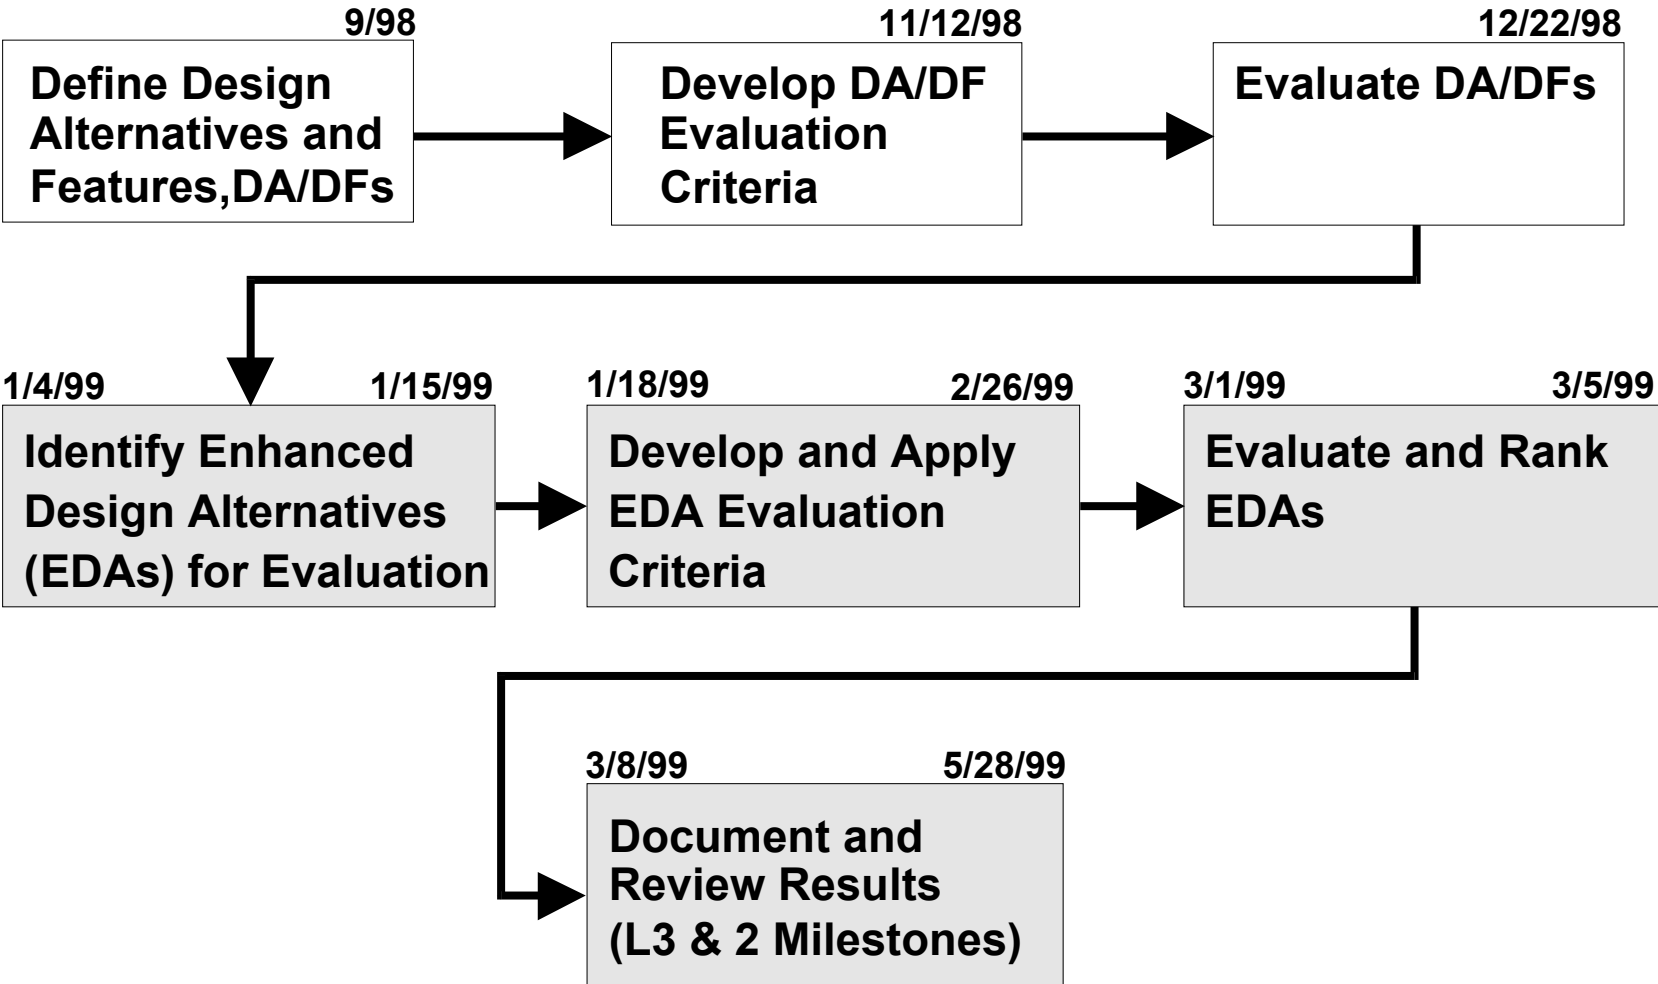 9/98
Define Design
Alternatives and
Features,DA/DFs
11/12/98
Develop DA/DF
Evaluation
Criteria
12/22/98
Evaluate DA/DFs
1/4/99
1/15/99
Identify Enhanced
Design Alternatives
(EDAs) for Evaluation
1/18/99
2/26/99
Develop and Apply
EDA Evaluation
Criteria
3/1/99
3/5/99
Evaluate and Rank
EDAs
3/8/99
5/28/99
Document and
Review Results
(L3 & 2 Milestones)